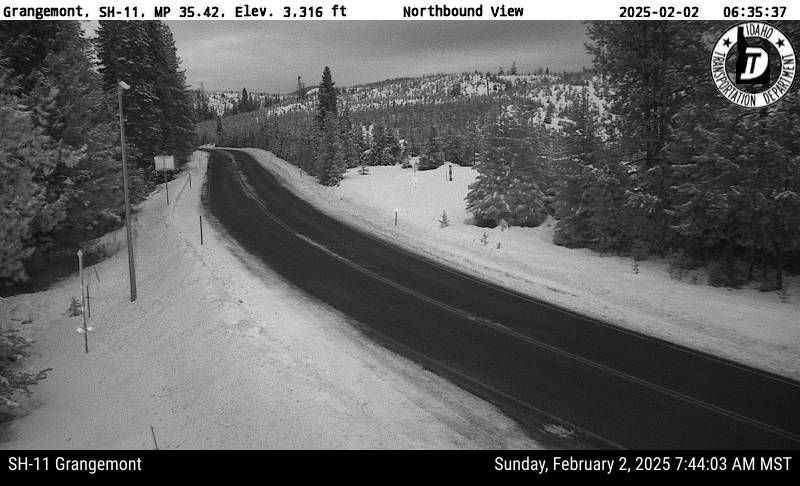 Grangemont, SH-11, MP 35.42, Elev. 3,316 ft Northbound View 2025-02-02 06:35:37
IDAHO
TRANSPORTATION DEPARTMENT
SH-11 Grangemont Sunday, February 2, 2025 7:44:03 AM MST